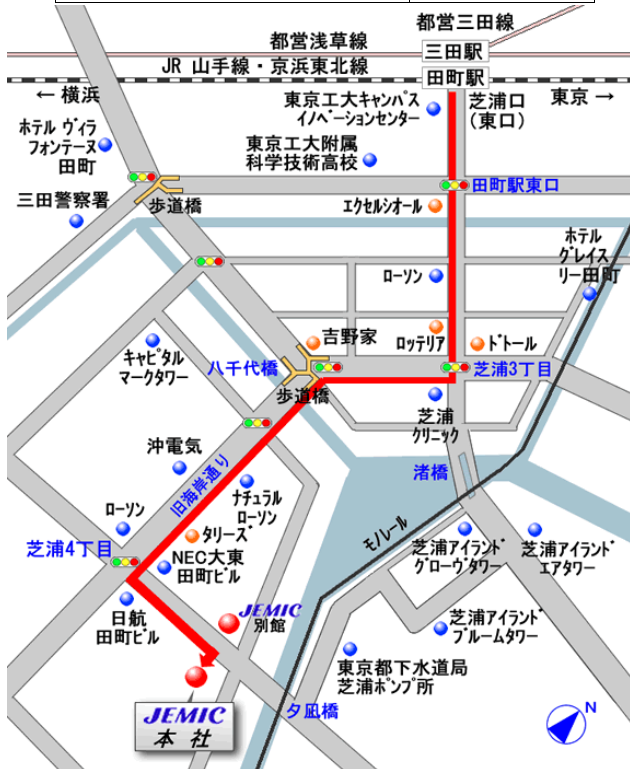 都営三田線
都営浅草線
三田駅
JR 山手線・京浜東北線
田町駅
← 横浜
東京 →
芝浦口
(東口)
東京工大キャンパス
イノベーションセンター
ホテル ヴィラ
フォンテーヌ
田町
東京工大附属
科学技術高校
田町駅東口
三田警察署
歩道橋
エクセルシオール
ホテル
グレイス
リー田町
ローソン
吉野家
ロッテリア
ドトール
キャピタル
マークタワー
八千代橋
芝浦3丁目
歩道橋
芝浦
クリニック
沖電気
旧海岸通り
渚橋
ナチュラル
ローソン
ローソン
タリーズ
モノレール
芝浦4丁目
NEC大東
田町ビル
芝浦アイランド
グローヴタワー
芝浦アイランド
エアタワー
日航
田町ビル
JEMIC
別館
芝浦アイランド
ブルームタワー
東京都下水道局
芝浦ポンプ所
JEMIC
本 社
夕凪橋
N